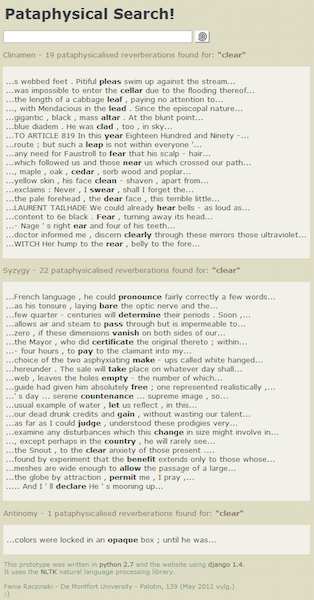 Pataphysical Search!
Clinamen - 19 pataphysicalised reverberations found for: "clear"
...s webbed feet . Pitiful pleas swim up against the stream...
...was impossible to enter the cellar due to the flooding thereof...
...the length of a cabbage leaf , paying no attention to...
..., with Mendacious in the lead . Since the episcopal nature...
...gigantic , black , mass altar . At the blunt point...
...blue diadem . He was clad , too , in sky...
...TO ARTICLE 819 In this year Eighteen Hundred and Ninety -...
...route ; but such a leap is not within everyone '...
...any need for Faustroll to fear that his scalp - hair...
...which followed us and those near us which crossed our path...
..., maple , oak , cedar , sorb wood and poplar...
...yellow skin , his face clean - shaven , apart from...
...exclaims : Never , I swear , shall I forget the...
...the pale forehead , the dear face , this terrible little...
...LAURENT TAILHADE We could already hear bells - as loud as...
...content to 6e black . Fear , turning away its head...
...- Nage ' s right ear and four of his teeth...
...doctor informed me , discern clearly through these mirrors those ultraviolet...
...WITCH Her hump to the rear , belly to the fore...
Syzygy - 22 pataphysicalised reverberations found for: "clear"
...French language , he could pronounce fairly correctly a few words...
...as his tonsure , laying bare the optic nerve and the...
...few quarter - centuries will determine their periods . Soon ,...
...allows air and steam to pass through but is impermeable to...
...zero , if these dimensions vanish on both sides of our...
...the Mayor , who did certificate the original thereto ; within...
...- four hours , to pay to the claimant into my...
...choice of the two asphyxiating make - ups called white hanged...
...hereunder . The sale will take place on whatever day shall...
...web , leaves the holes empty - the number of which...
...guide had given him absolutely free ; one represented realistically ,...
...' s day ... serene countenance ... supreme image , so...
...usual example of water , let us reflect , in this...
...our dead drunk credits and gain , without wasting our talent...
...as far as I could judge , understood these prodigies very...
...examine any disturbances which this change in size might involve in...
..., except perhaps in the country , he will rarely see...
...the Snout , to the clear anxiety of those present ....
...found by experiment that the benefit extends only to those whose...
...meshes are wide enough to allow the passage of a large...
...the globe by attraction , permit me , I pray ,...
..... And I ' ll declare He ' s mooning up...
Antinomy - 1 pataphysicalised reverberations found for: "clear"
...colors were locked in an opaque box ; until he was...
This prototype was written in python 2.7 and the website using django 1.4.
It uses the NLTK natural language processing library.
Fania Raczinski - De Montfort University - Palotin, 139 (May 2012 vulg.)
:)